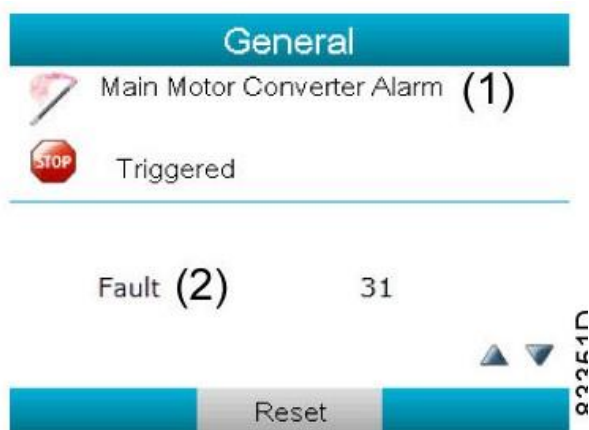 General
Main Motor Converter Alarm (1)
STOP
Triggered
Fault (2) 31
Reset
83351D